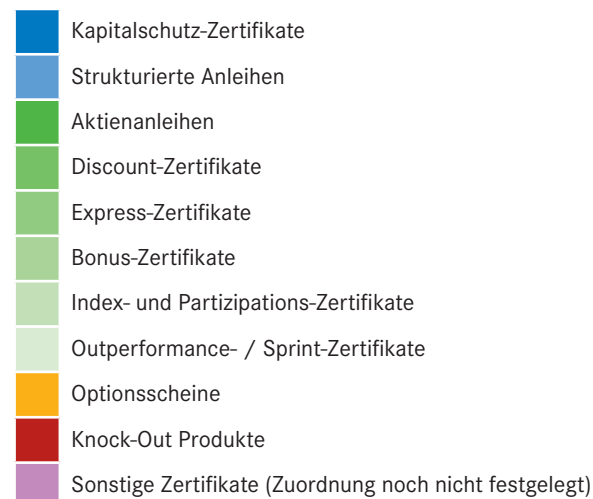 Kapitalschutz-Zertifikate
Strukturierte Anleihen
Aktienanleihen
Discount-Zertifikate
Express-Zertifikate
Bonus-Zertifikate
Index- und Partizipations-Zertifikate
Outperformance- / Sprint-Zertifikate
Optionsscheine
Knock-Out Produkte
Sonstige Zertifikate (Zuordnung noch nicht festgelegt)